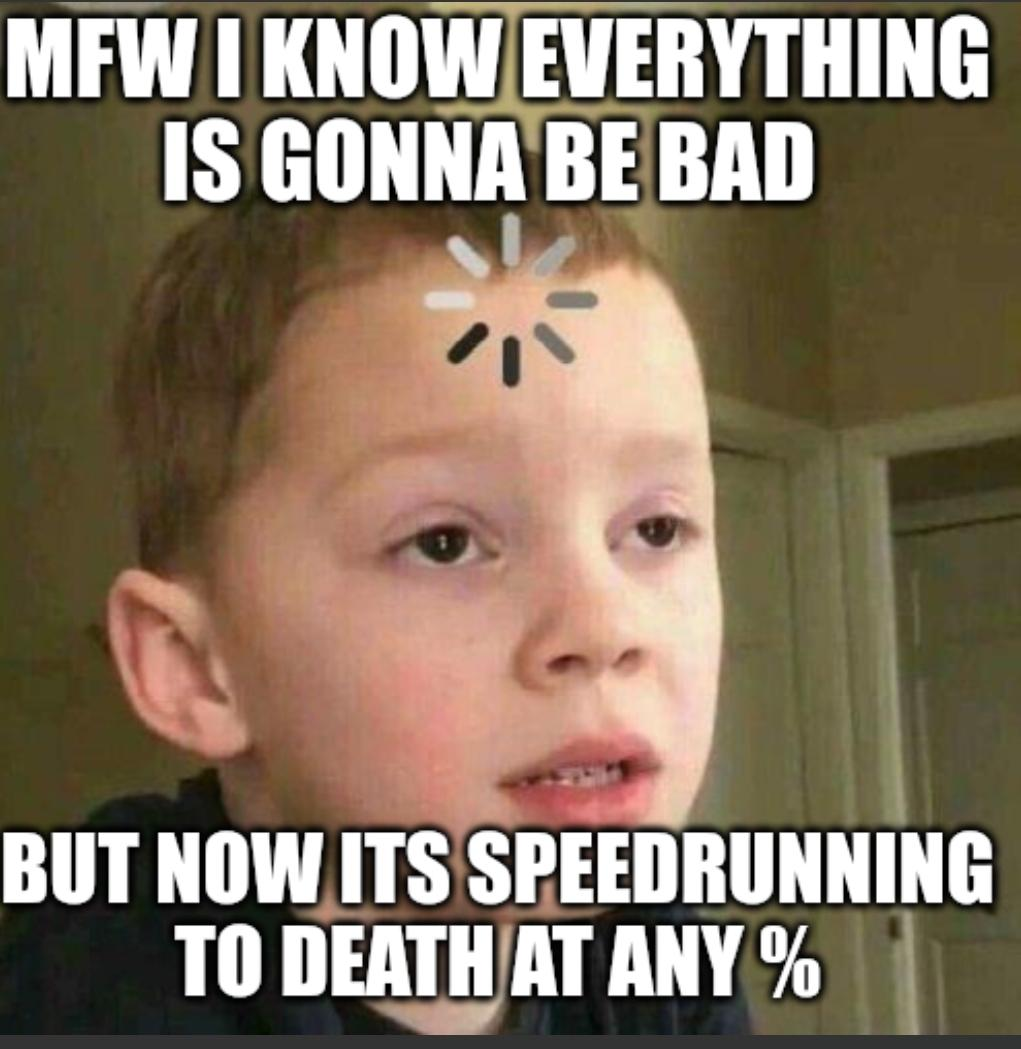 MFW I KNOW EVERYTHING
IS GONNA BE BAD
BUT NOW ITS SPEEDRUNNING
TO DEATH AT ANY %